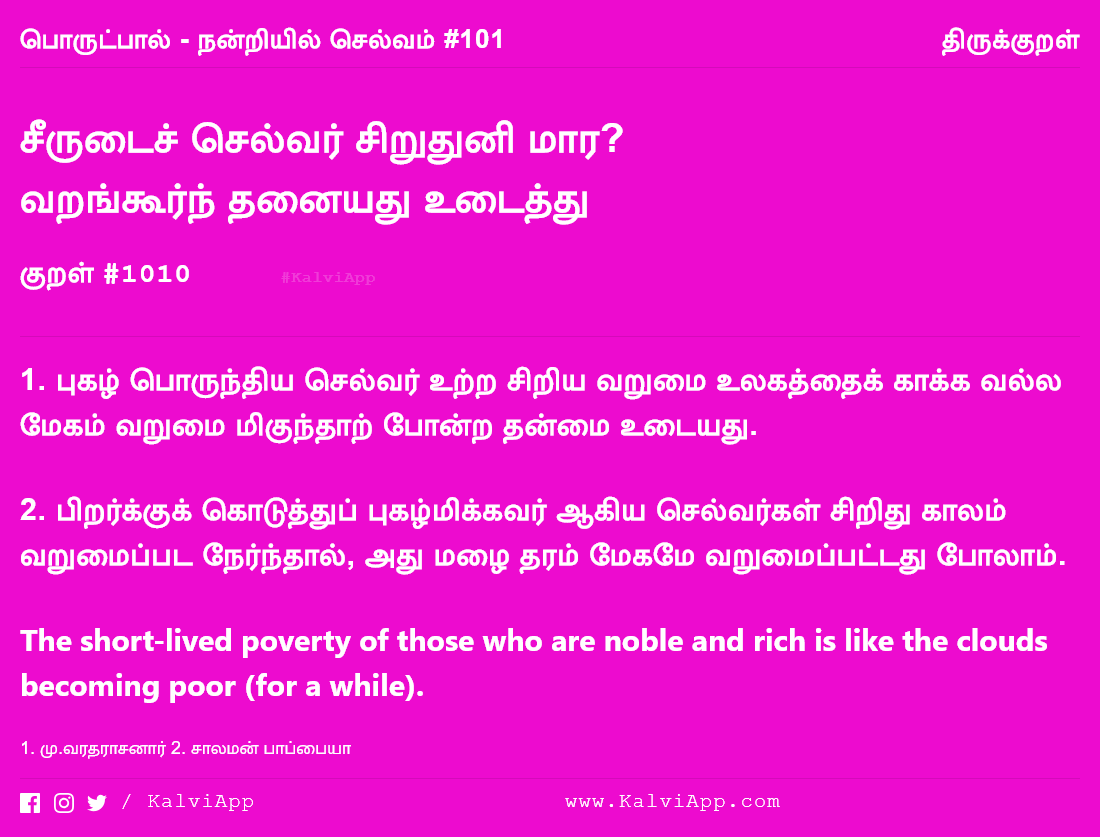 பொருட்பால் - நன்றியில் செல்வம் #101 திருக்குறள்
சீருடைச் செல்வர் சிறுதுனி மார?
வறங்கூர்ந் தனையது உடைத்து
குறள் #1010 #KalviApp
1. புகழ் பொருந்திய செல்வர் உற்ற சிறிய வறுமை உலகத்தைக் காக்க வல்ல
மேகம் வறுமை மிகுந்தாற் போன்ற தன்மை உடையது.
2. பிறர்க்குக் கொடுத்துப் புகழ்மிக்கவர் ஆகிய செல்வர்கள் சிறிது காலம்
வறுமைப்பட நேர்ந்தால், அது மழை தரம் மேகமே வறுமைப்பட்டது போலாம்.
The short-lived poverty of those who are noble and rich is like the clouds
becoming poor (for a while).
1. மு.வரதராசனார் 2. சாலமன் பாப்பையா
/ KalviApp www.KalviApp.com